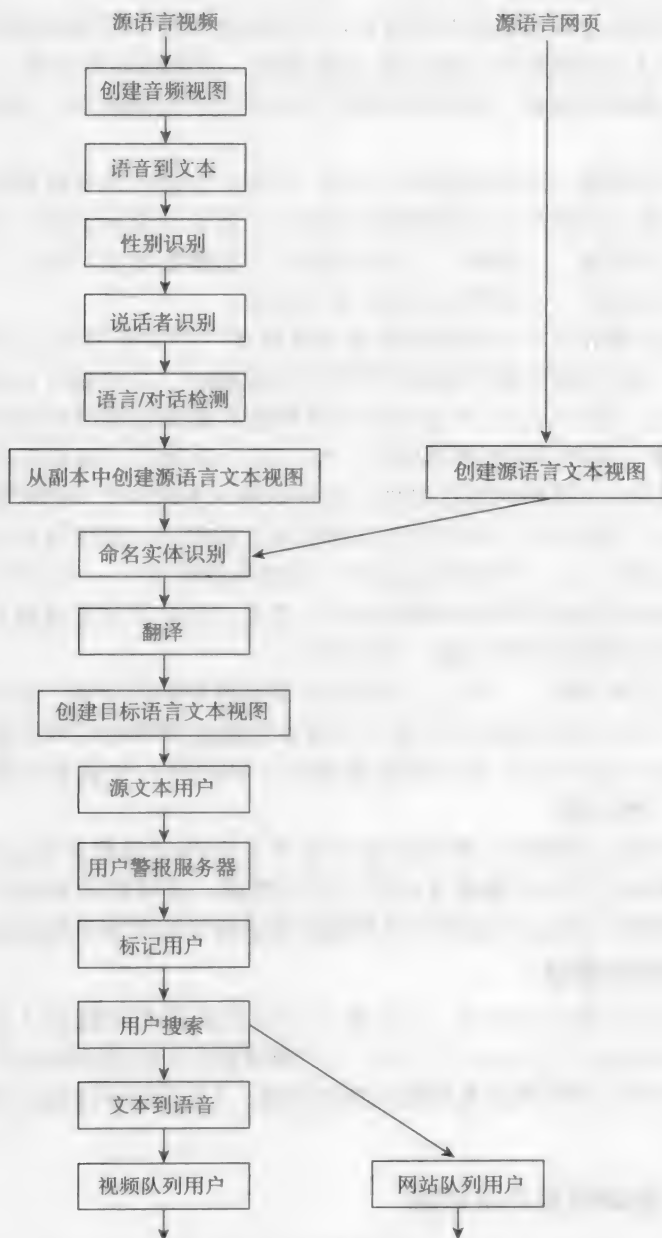 源语言视频
源语言网页
创建音频视图
语音到文本
性别识别
说话者识别
语言/对话检测
从副本中创建源语言文本视图
创建源语言文本视图
命名实体识别
翻译
创建目标语言文本视图
源文本用户
用户警报服务器
标记用户
用户搜索
文本到语音
视频队列用户
网站队列用户